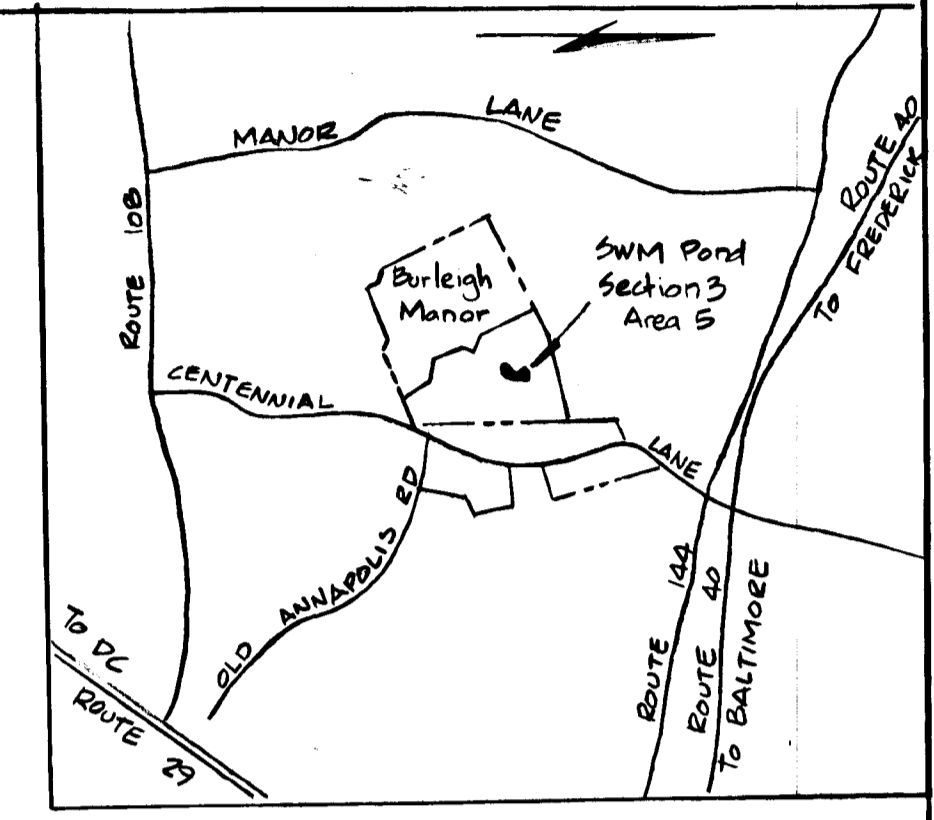 MANOR LANE
ROUTE 40
TO FREDERICK
ROUTE 108
Burleigh
Manor
SWM Pond
Section 3
Area 5
CENTENNIAL
LANE
OLD ANNAPOLIS RD
ROUTE 144
ROUTE 40
TO BALTIMORE
TO DC
ROUTE 29